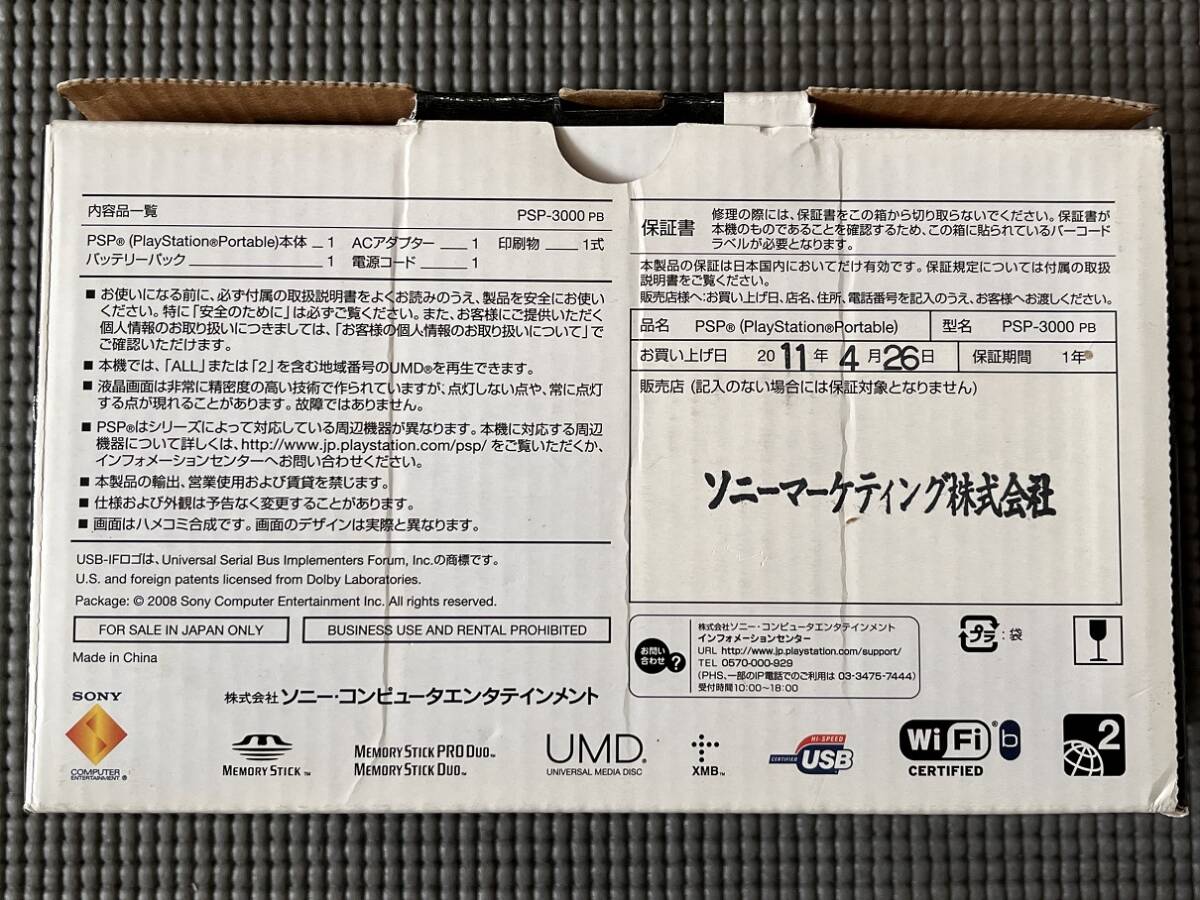 内容品一覧 PSP-3000 PB
PSP® (PlayStation®Portable)本体 1 ACアダプター 1 印刷物 1式
バッテリーパック 1 電源コード 1
■ お使いになる前に、必ず付属の取扱説明書をよくお読みのうえ、製品を安全にお使い
ください。特に「安全のために」は必ずご覧ください。また、お客様にご提供いただく
個人情報のお取り扱いにつきましては、「お客様の個人情報のお取り扱いについて」で
ご確認いただけます。
■ 本機では、「ALL」または「2」を含む地域番号のUMD®を再生できます。
■ 液晶画面は非常に精密度の高い技術で作られていますが、点灯しない点や、常に点灯
する点が現れることがあります。故障ではありません。
■ PSP®はシリーズによって対応している周辺機器が異なります。本機に対応する周辺
機器について詳しくは、http://www.jp.playstation.com/psp/ をご覧いただくか、
インフォメーションセンターへお問い合わせください。
■ 本製品の輸出、営業使用および賃貸を禁じます。
■ 仕様および外観は予告なく変更することがあります。
■ 画面はハメコミ合成です。画面のデザインは実際と異なります。
USB-IFロゴは、Universal Serial Bus Implementers Forum, Inc.の商標です。
U.S. and foreign patents licensed from Dolby Laboratories.
Package: © 2008 Sony Computer Entertainment Inc. All rights reserved.
FOR SALE IN JAPAN ONLY
BUSINESS USE AND RENTAL PROHIBITED
Made in China
保証書
修理の際には、保証書をこの箱から切り取らないでください。保証書が
本機のものであることを確認するため、この箱に貼られているバーコード
ラベルが必要となります。
本製品の保証は日本国内においてだけ有効です。保証規定については付属の取扱
説明書をご覧ください。
販売店様へ:お買い上げ日、店名、住所、電話番号を記入のうえ、お客様へお渡しください。
品名 PSP® (PlayStation®Portable) 型名 PSP-3000 PB
お買い上げ日 2011年 4月26日 保証期間 1年
販売店 (記入のない場合には保証対象となりません)
ソニーマーケティング株式会社
お問い合わせ?
株式会社ソニー・コンピュータエンタテインメント
インフォメーションセンター
URL http://www.jp.playstation.com/support/
TEL 0570-000-929
(PHS、一部のIP電話でのご利用は 03-3475-7444)
受付時間10:00~18:00
プラ : 袋
SONY
COMPUTER
ENTERTAINMENT®
株式会社ソニー・コンピュータエンタテインメント
MEMORY STICK™
MEMORY STICK PRO DUO™
MEMORY STICK DUO™
UMD®
UNIVERSAL MEDIA DISC
XMB™
HI-SPEED
CERTIFIED USB
Wi Fi® b
CERTIFIED
2